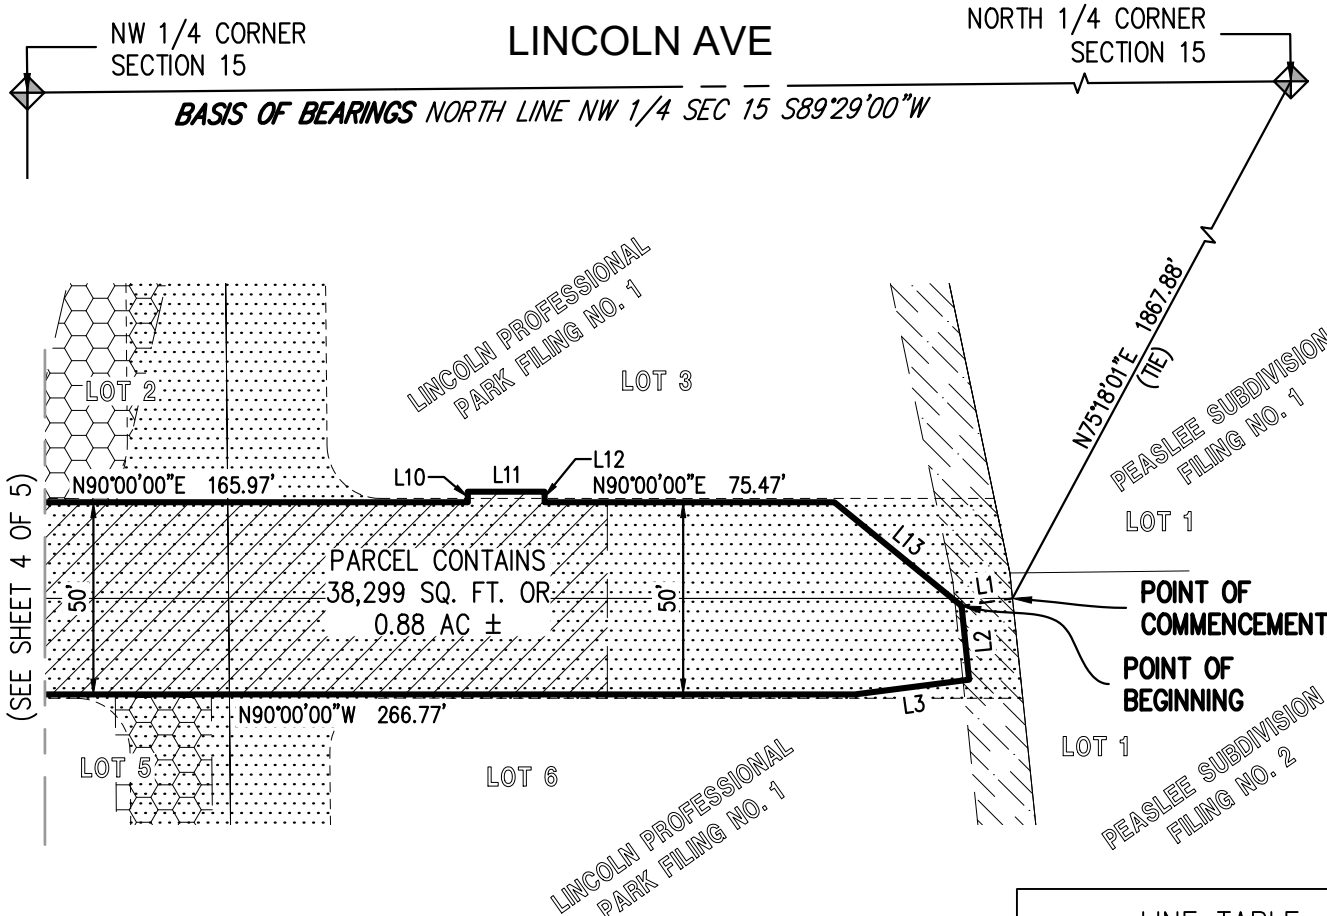 NW 1/4 CORNER
SECTION 15
LINCOLN AVE
NORTH 1/4 CORNER
SECTION 15
BASIS OF BEARINGS NORTH LINE NW 1/4 SEC 15 S89°29'00"W
N75°18'01"E 1867.88'
(TIE)
LINCOLN PROFESSIONAL
PARK FILING NO. 1
PEASLEE SUBDIVISION
FILING NO. 1
LOT 2
LOT 3
LOT 1
(SEE SHEET 4 OF 5)
N90°00'00"E 165.97'
L10
L11
L12
N90°00'00"E 75.47'
L13
50'
PARCEL CONTAINS
38,299 SQ. FT. OR
0.88 AC ±
50'
L1
L2
L3
POINT OF
COMMENCEMENT
POINT OF
BEGINNING
N90°00'00"W 266.77'
LOT 5
LOT 6
LOT 1
PEASLEE SUBDIVISION
FILING NO. 2
LINCOLN PROFESSIONAL
PARK FILING NO. 1
LINE TABLE